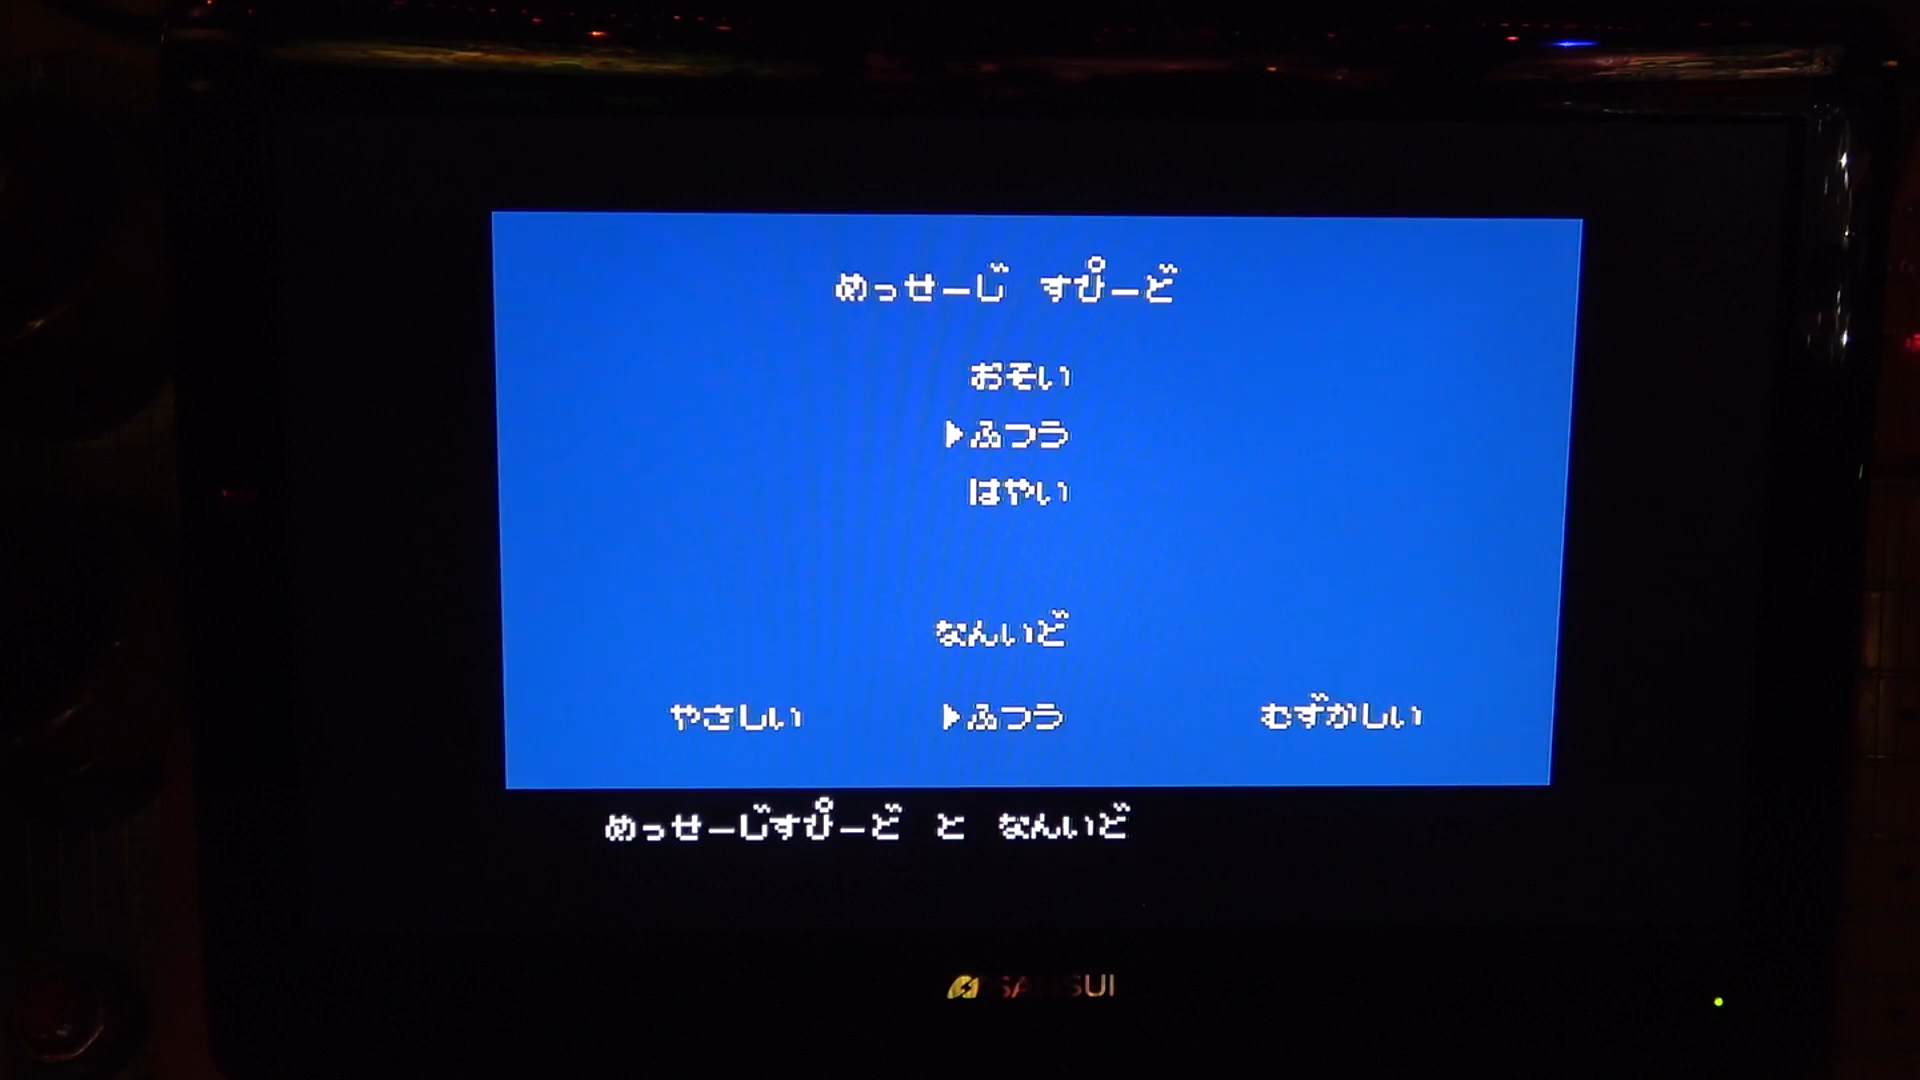 めっせーじ すぴーど
おそい
▶ふつう
はやい
なんいど
やさしい ▶ふつう むずかしい
めっせーじすぴーど と なんいど
SANSUI